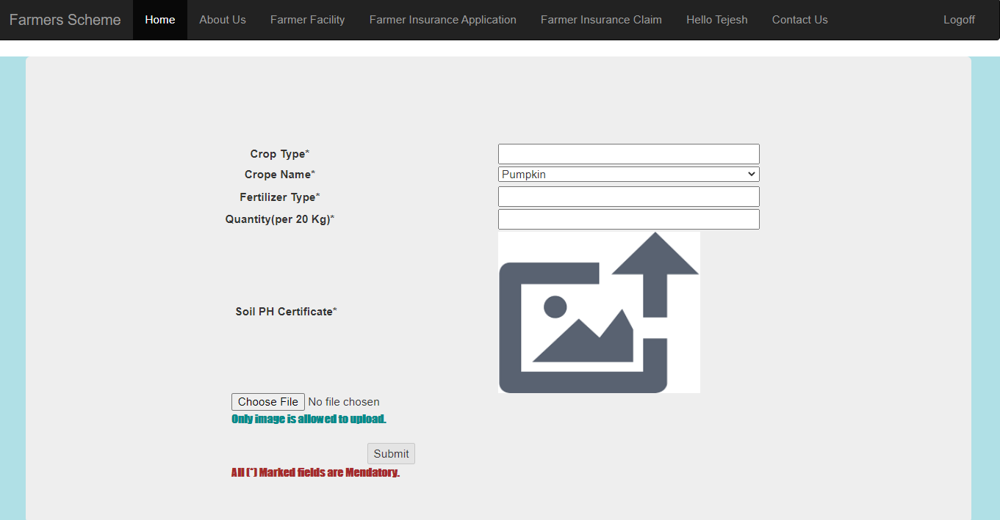 Farmers Scheme Home About Us Farmer Facility Farmer Insurance Application Farmer Insurance Claim Hello Tejesh Contact Us Logoff
Crop Type*
Crope Name* Pumpkin
Fertilizer Type*
Quantity(per 20 Kg)*
Soil PH Certificate*
Choose File No file chosen
Only image is allowed to upload.
Submit
All (*) Marked fields are Mendatory.